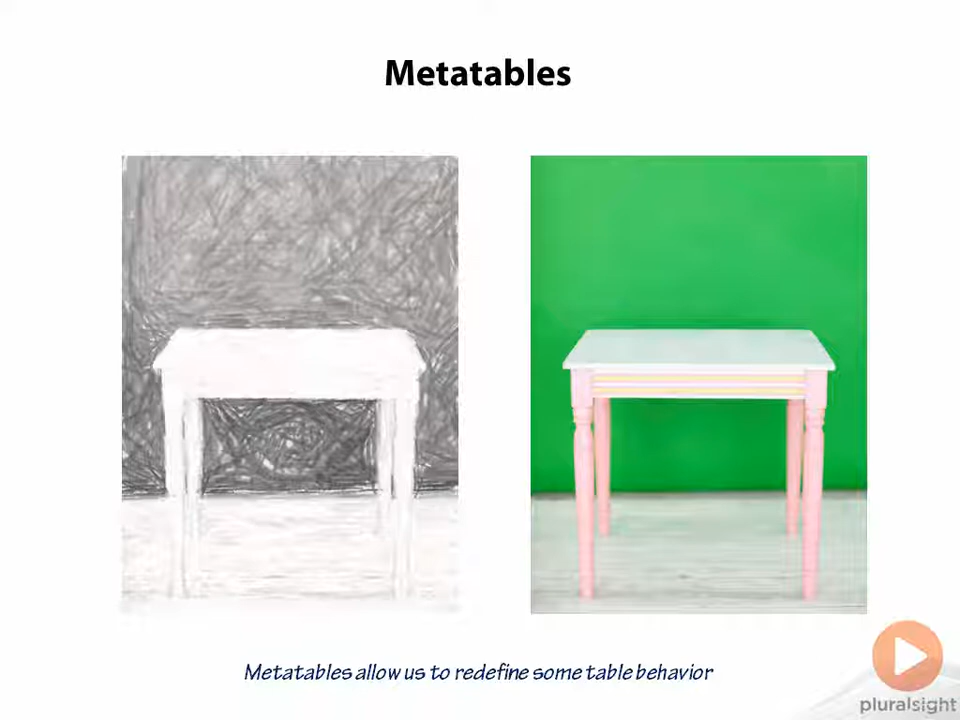 Metatables
Metatables allow us to redefine some table behavior
pluralsight